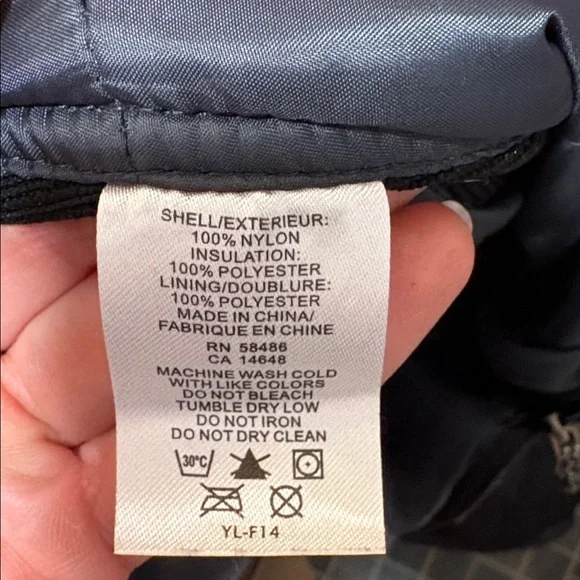 SHELL/EXTERIEUR:
100% NYLON
INSULATION:
100% POLYESTER
LINING/DOUBLURE:
100% POLYESTER
MADE IN CHINA/
FABRIQUE EN CHINE
RN 58486
CA 14648
MACHINE WASH COLD
WITH LIKE COLORS
DO NOT BLEACH
TUMBLE DRY LOW
DO NOT IRON
DO NOT DRY CLEAN
30°C
YL-F14